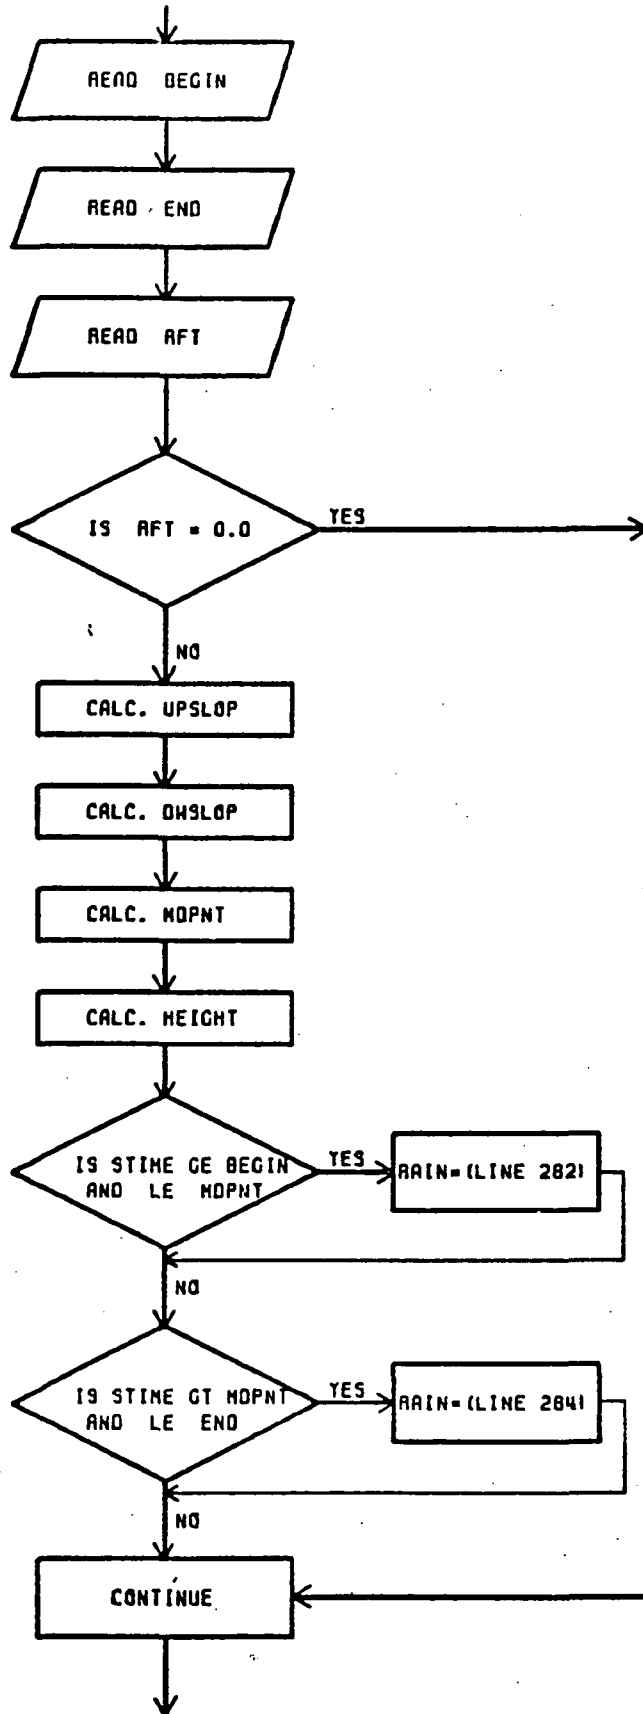 READ BEGIN
READ END
READ RFT
IS RFT = 0.0
YES
NO
CALC. UPSLOP
CALC. DWSLOP
CALC. MDPNT
CALC. HEIGHT
IS STIME GE BEGIN
AND LE MDPNT
YES
RAIN=(LINE 282)
NO
IS STIME GT MDPNT
AND LE END
YES
RAIN=(LINE 284)
NO
CONTINUE